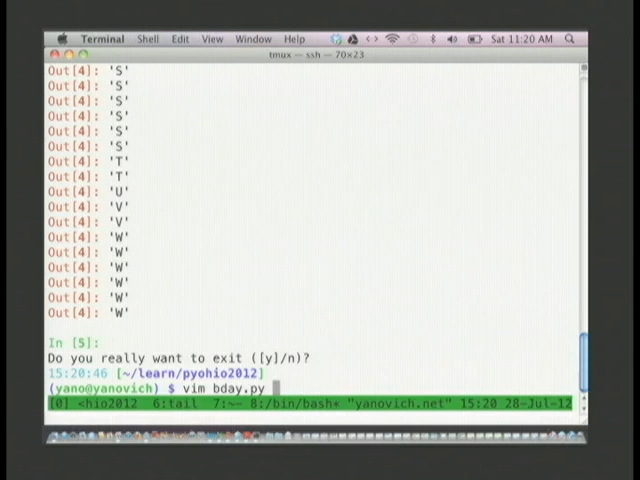 Terminal Shell Edit View Window Help Sat 11:20 AM
tmux — ssh — 70×23
Out[4]: 'S'
Out[4]: 'S'
Out[4]: 'S'
Out[4]: 'S'
Out[4]: 'S'
Out[4]: 'S'
Out[4]: 'T'
Out[4]: 'T'
Out[4]: 'U'
Out[4]: 'V'
Out[4]: 'V'
Out[4]: 'W'
Out[4]: 'W'
Out[4]: 'W'
Out[4]: 'W'
Out[4]: 'W'
Out[4]: 'W'
In [5]:
Do you really want to exit ([y]/n)?
15:20:46 [~/learn/pyohio2012]
(yano@yanovich) $ vim bday.py
[0] <hio2012 6:tail 7:~- 8:/bin/bash* "yanovich.net" 15:20 28-Jul-12